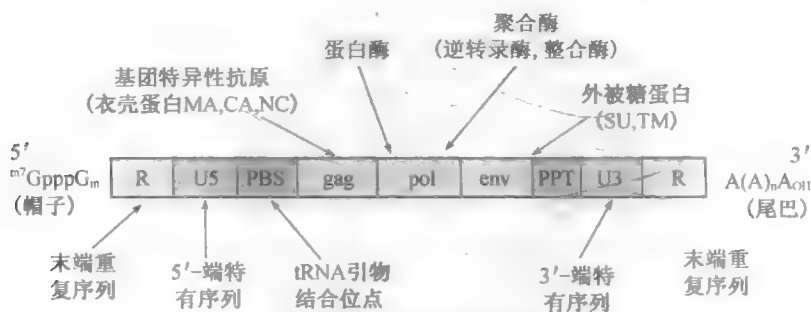 聚合酶
蛋白酶
(逆转录酶,整合酶)
基团特异性抗原
(衣壳蛋白MA,CA,NC)
外被糖蛋白
(SU,TM)
5′
3′
m7GpppGm
R U5 PBS gag pol env PPT U3 R
A(A)nAOH
(帽子)
(尾巴)
末端重
复序列
5′-端特
有序列
tRNA引物
结合位点
3′-端特
有序列
末端重
复序列